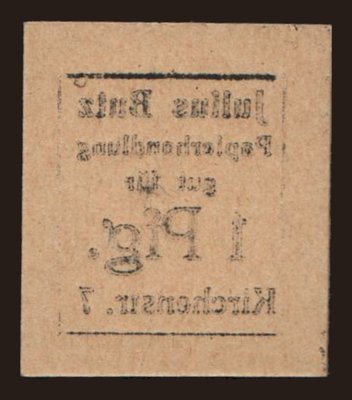 Julius Butz
Papierhandlung
gut für
1 Pfg.
Kirchenstr. 7